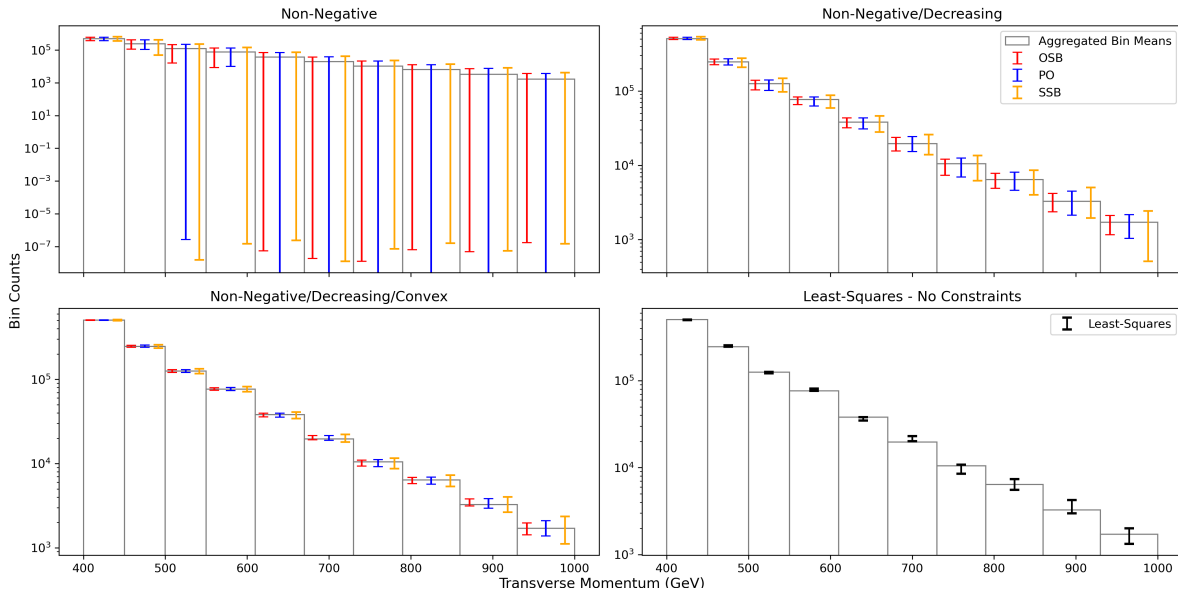 Non-Negative
Non-Negative/Decreasing
Bin Counts
10^5
10^3
10^1
10^−1
10^−3
10^−5
10^−7
10^5
10^4
10^3
Aggregated Bin Means
OSB
PO
SSB
Non-Negative/Decreasing/Convex
Least-Squares - No Constraints
10^5
10^4
10^3
10^5
10^4
10^3
Least-Squares
400 500 600 700 800 900 1000
400 500 600 700 800 900 1000
Transverse Momentum (GeV)